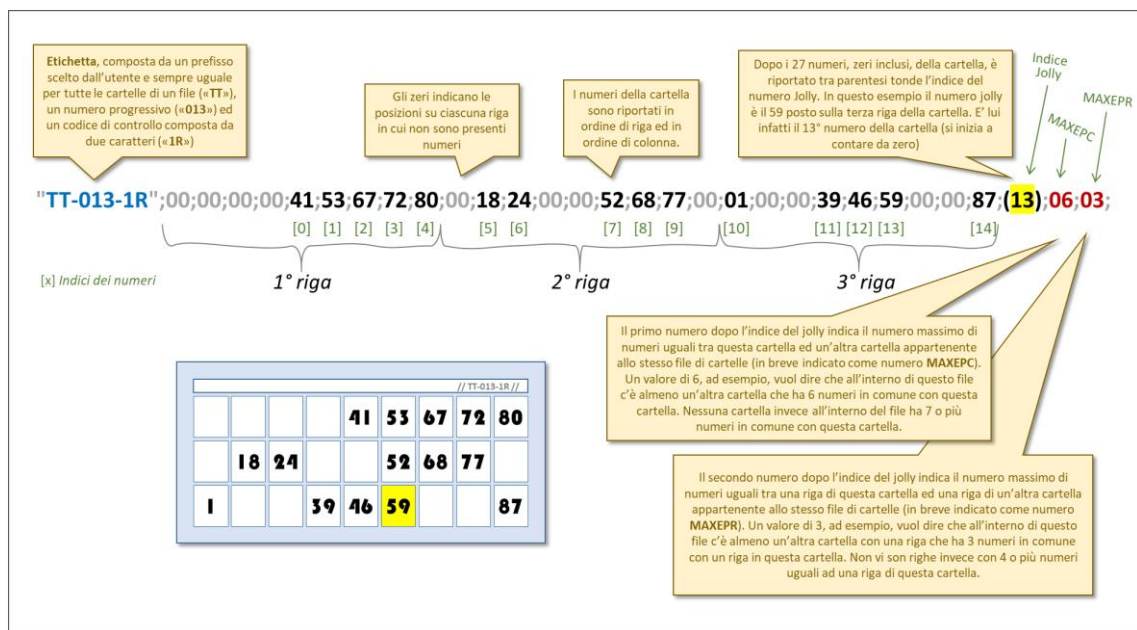 Etichetta, composta da un prefisso
scelto dall'utente e sempre uguale
per tutte le cartelle di un file («TT»),
un numero progressivo («013») ed
un codice di controllo composta da
due caratteri («1R»)
Gli zeri indicano le
posizioni su ciascuna riga
in cui non sono presenti
numeri
I numeri della cartella
sono riportati in
ordine di riga ed in
ordine di colonna.
Dopo i 27 numeri, zeri inclusi, della cartella, è
riportato tra parentesi tonde l'indice del
numero Jolly. In questo esempio il numero jolly
è il 59 posto sulla terza riga della cartella. E' lui
infatti il 13° numero della cartella (si inizia a
contare da zero)
Indice
Jolly
MAXEPC
MAXEPR
"TT-013-1R";00;00;00;00;41;53;67;72;80;00;18;24;00;00;52;68;77;00;01;00;00;39;46;59;00;00;87;(13);06;03;
[0] [1] [2] [3] [4] [5] [6] [7] [8] [9] [10] [11] [12] [13] [14]
[x] Indici dei numeri
1° riga
2° riga
3° riga
Il primo numero dopo l'indice del jolly indica il numero massimo di
numeri uguali tra questa cartella ed un'altra cartella appartenente
allo stesso file di cartelle (in breve indicato come numero MAXEPC).
Un valore di 6, ad esempio, vuol dire che all'interno di questo file
c'è almeno un'altra cartella che ha 6 numeri in comune con questa
cartella. Nessuna cartella invece all'interno del file ha 7 o più
numeri in comune con questa cartella.
// TT-013-1R //
41 53 67 72 80
18 24 52 68 77
1 39 46 59 87
Il secondo numero dopo l'indice del jolly indica il numero massimo di
numeri uguali tra una riga di questa cartella ed una riga di un'altra cartella
appartenente allo stesso file di cartelle (in breve indicato come numero
MAXEPR). Un valore di 3, ad esempio, vuol dire che all'interno di questo
file c'è almeno un'altra cartella con una riga che ha 3 numeri in comune
con un riga in questa cartella. Non vi son righe invece con 4 o più numeri
uguali ad una riga di questa cartella.